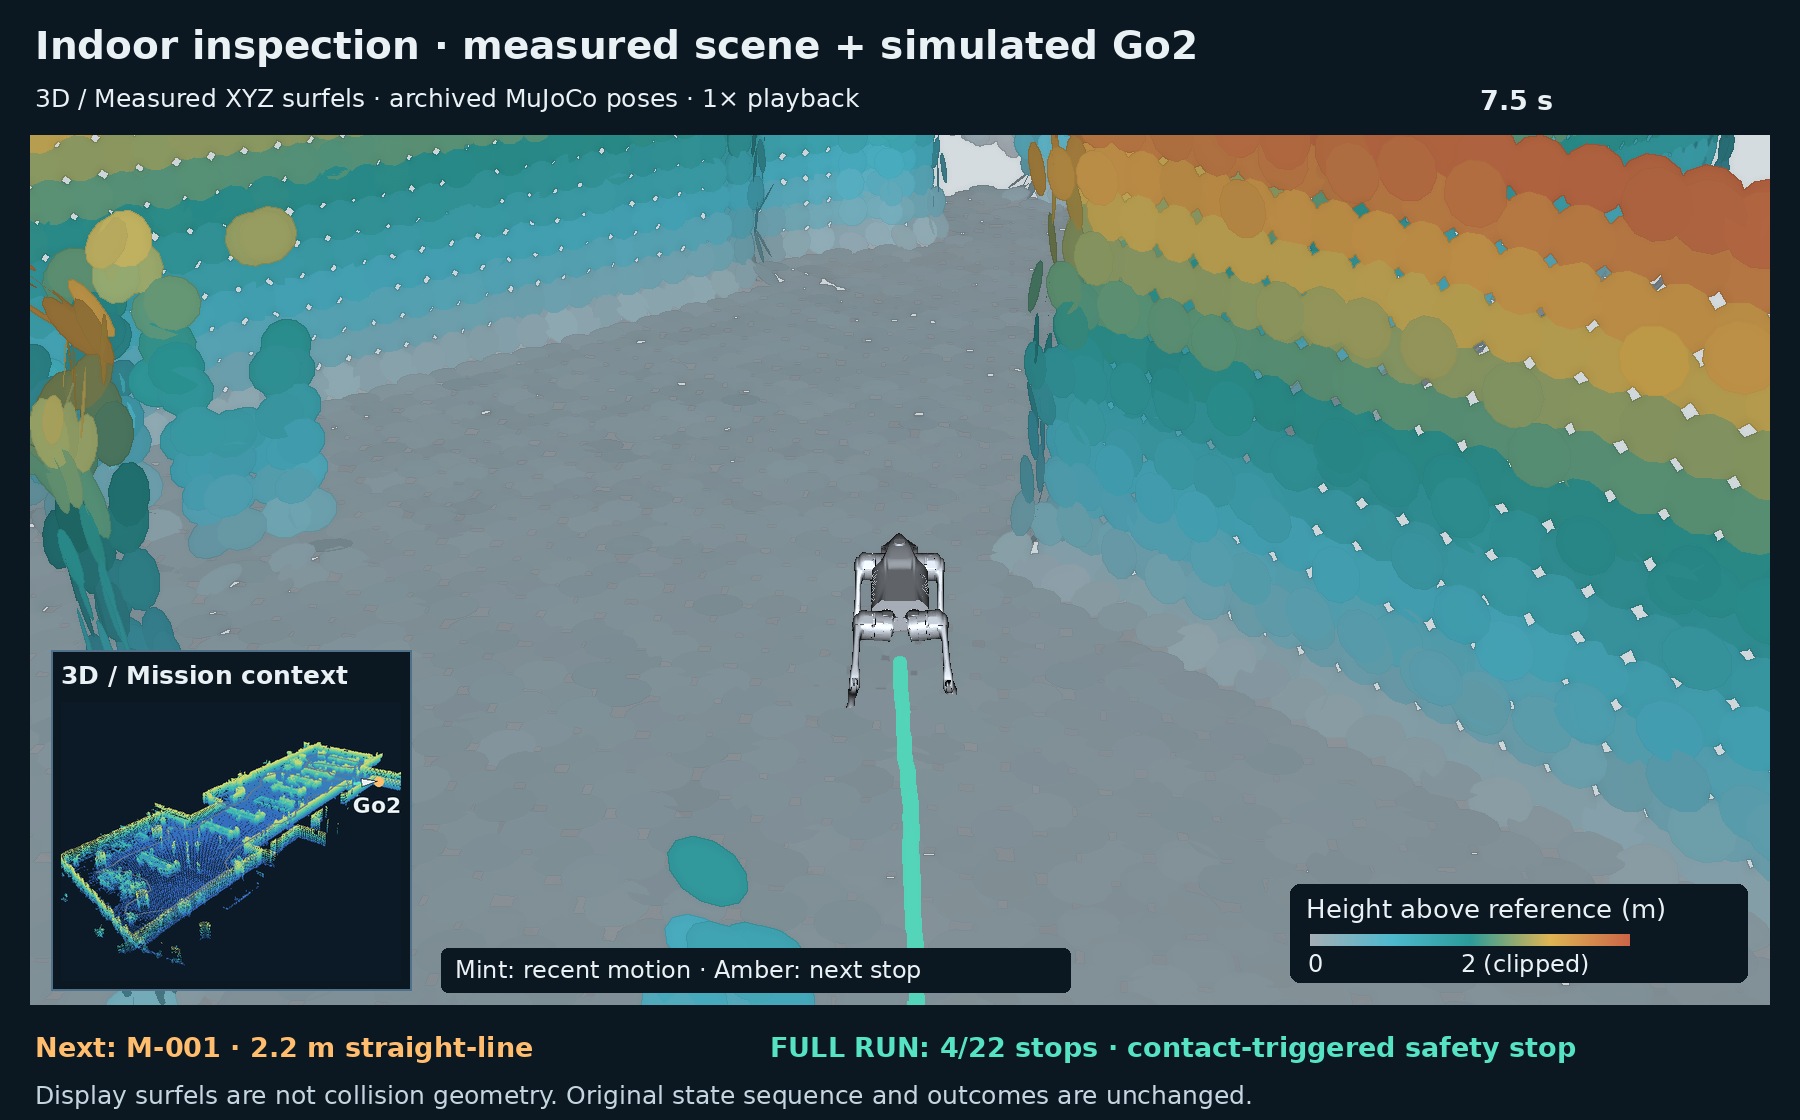 Indoor inspection · measured scene + simulated Go2
3D / Measured XYZ surfels · archived MuJoCo poses · 1× playback
7.5 s
3D / Mission context
Go2
Mint: recent motion · Amber: next stop
Height above reference (m)
0 2 (clipped)
Next: M-001 · 2.2 m straight-line
FULL RUN: 4/22 stops · contact-triggered safety stop
Display surfels are not collision geometry. Original state sequence and outcomes are unchanged.